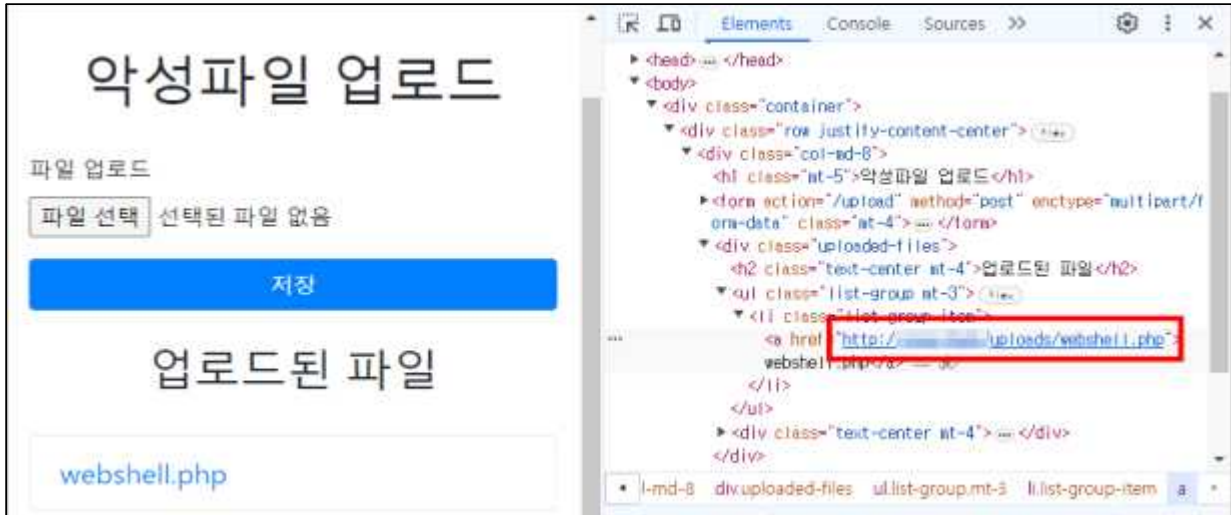 악성파일 업로드
파일 업로드
파일 선택 선택된 파일 없음
저장
업로드된 파일
webshell.php
Elements Console Sources >>
<head> … </head>
<body>
<div class="container">
<div class="row justify-content-center">
<div class="col-md-8">
<h1 class="mt-5">악성파일 업로드</h1>
<form action="/upload" method="post" enctype="multipart/f
orm-data" class="mt-4"> … </form>
<div class="uploaded-files">
<h2 class="text-center mt-4">업로드된 파일</h2>
<ul class="list-group mt-3">
<li class="list-group-item">
<a href "http:/ /uploads/webshell.php">
webshell.php</a>
</li>
</ul>
<div class="text-center mt-4"> … </div>
</div>
l-md-8 div.uploaded-files ul.list-group.mt-3 li.list-group-item a